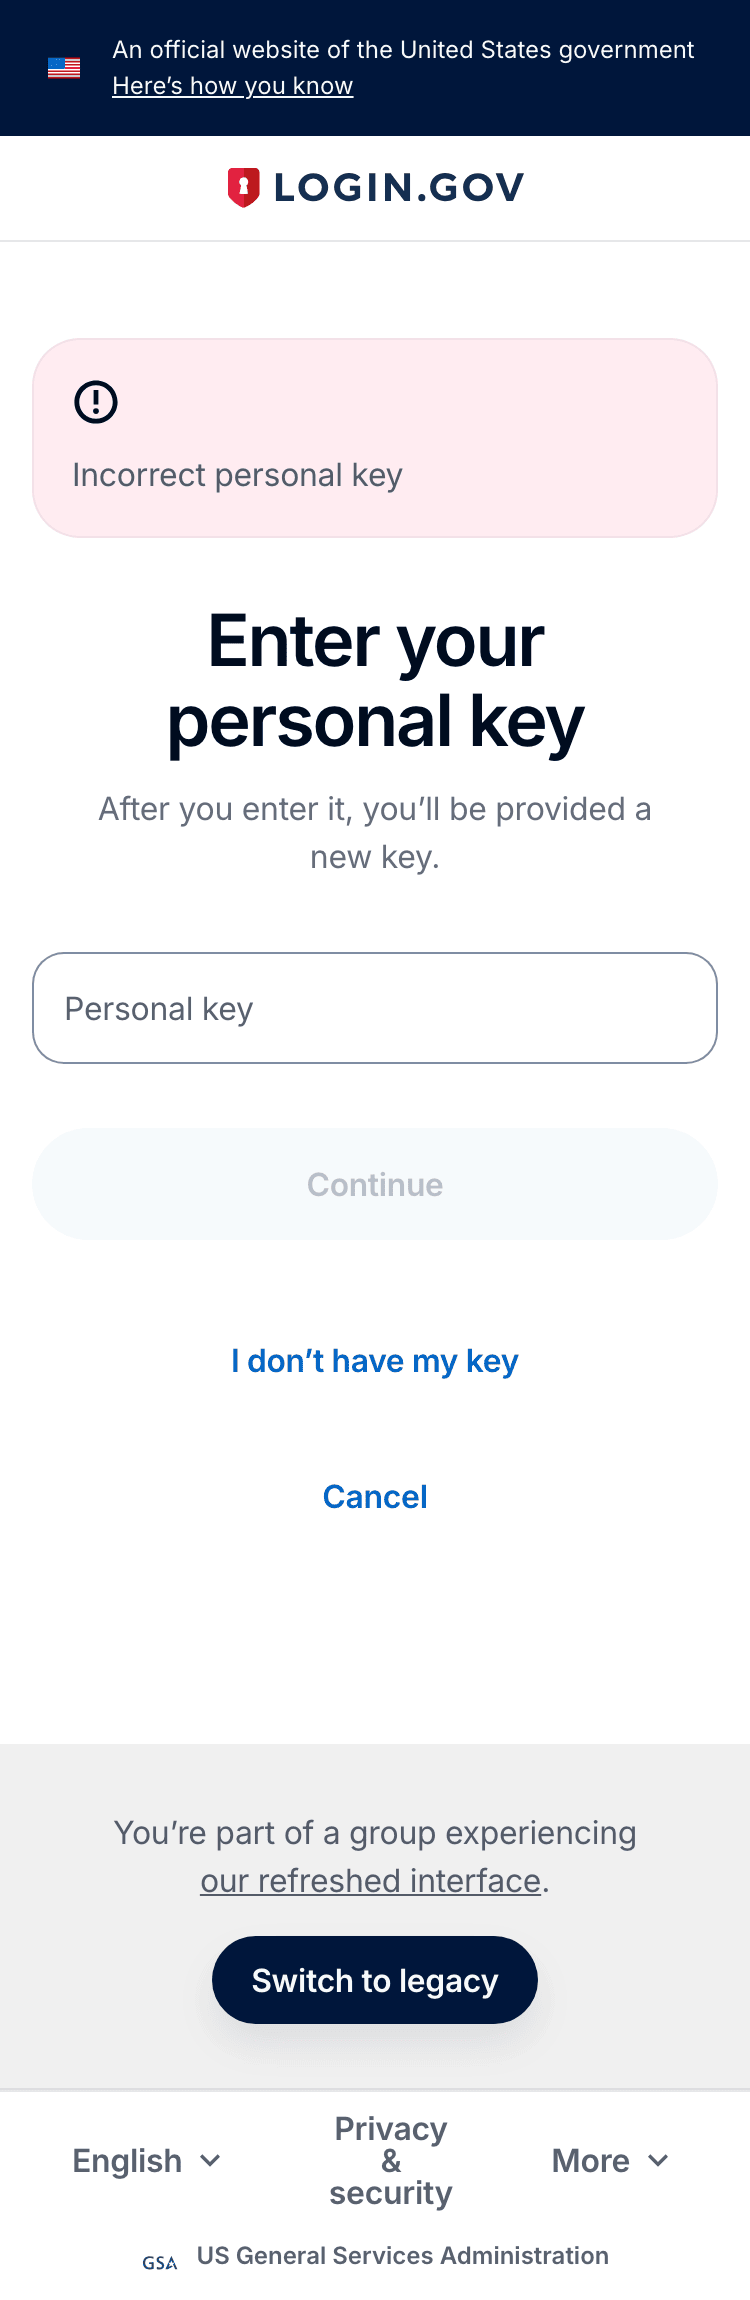 An official website of the United States government
Here’s how you know
LOGIN.GOV
Incorrect personal key
Enter your
personal key
After you enter it, you’ll be provided a
new key.
Personal key
Continue
I don’t have my key
Cancel
You’re part of a group experiencing
our refreshed interface.
Switch to legacy
English
Privacy
&
security
More
GSA US General Services Administration